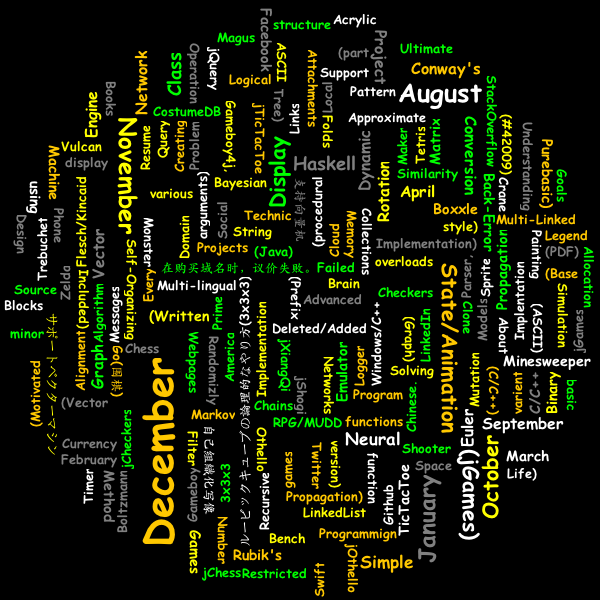 Acrylic
structure
Facebook
Magus
ASCII
Project
(part
Ultimate
Operation
jQuery
Class
Logical
Attachments
Support
Conway's
Network
Books
Tree)
Links
Local
Folds
Pattern
August
StackOverflow
CostumeDB
Gameboy4j
jTicTacToe
Approximate
Engine
Resume
Query
Creating
Problem
Display
Dynamic
Maker
Tetris
Matrix
Conversion
Back-Error
(#42609)
Crane
Understanding
Purebasic)
Goals
November
Vulcan
display
Haskell
Similarity
Machine
various
Bayesian
支持向量机
(procedural
Rotation
April
Boxxle
style)
Multi-Linked
using
Trebuchet
Design
Phone
Zelda
(Included
Flesch/Kincaid
Vector
Self-Organizing
Monster
Every
Domain
arguments)
Social
Technic
String
Projects
(Java)
Cloud
Memory
Collections
Implementation)
overloads
Legend
(PDF)
(Base
在购买域名时，议价失败。
Failed
Brain
Parser,
Sprite
Propogation
Painting
Implentation
(ASCII)
Simulation
Allocation
jGames
Source
Blocks
minor
Messages
Algorithm
Graph
Multi-lingual
(Prefix
Advanced
Checkers
State/Animation
Clone
Models
About
サポートベクターマシン
Alignment
Go(围棋)
Chess
(Written
Prime
Randomizly
America
Webpages
ルービックキューブの論理的なやり方(3x3x3)
Implementation
jXiangQi
jShogi
Deleted/Added
Windows/C++
(Graph)
LinkedIn
Minesweeper
(Motivated
(Vector
December
Networks
Emulator
Logger
Program
Solving
Mutation
(C/C++)
varient
C/C++
Binary
basic
Markov
Chains
RPG/MUDD
functions
Chinese.
Currency
February
jCheckers
自己組織化写像
Othello
Neural
Euler
September
Timer
Method
Boltzmann
Filter
Gamelog
3x3x3
Recursive
games
Twitter
version)
function
Shooter
Space
(jGames)
October
March
Life)
Propagation)
LinkedList
Github
TicTacToe
January
Games
Number
Rubik's
Bench
Programmign
jChessRestricted
Swift
jOthello
Simple